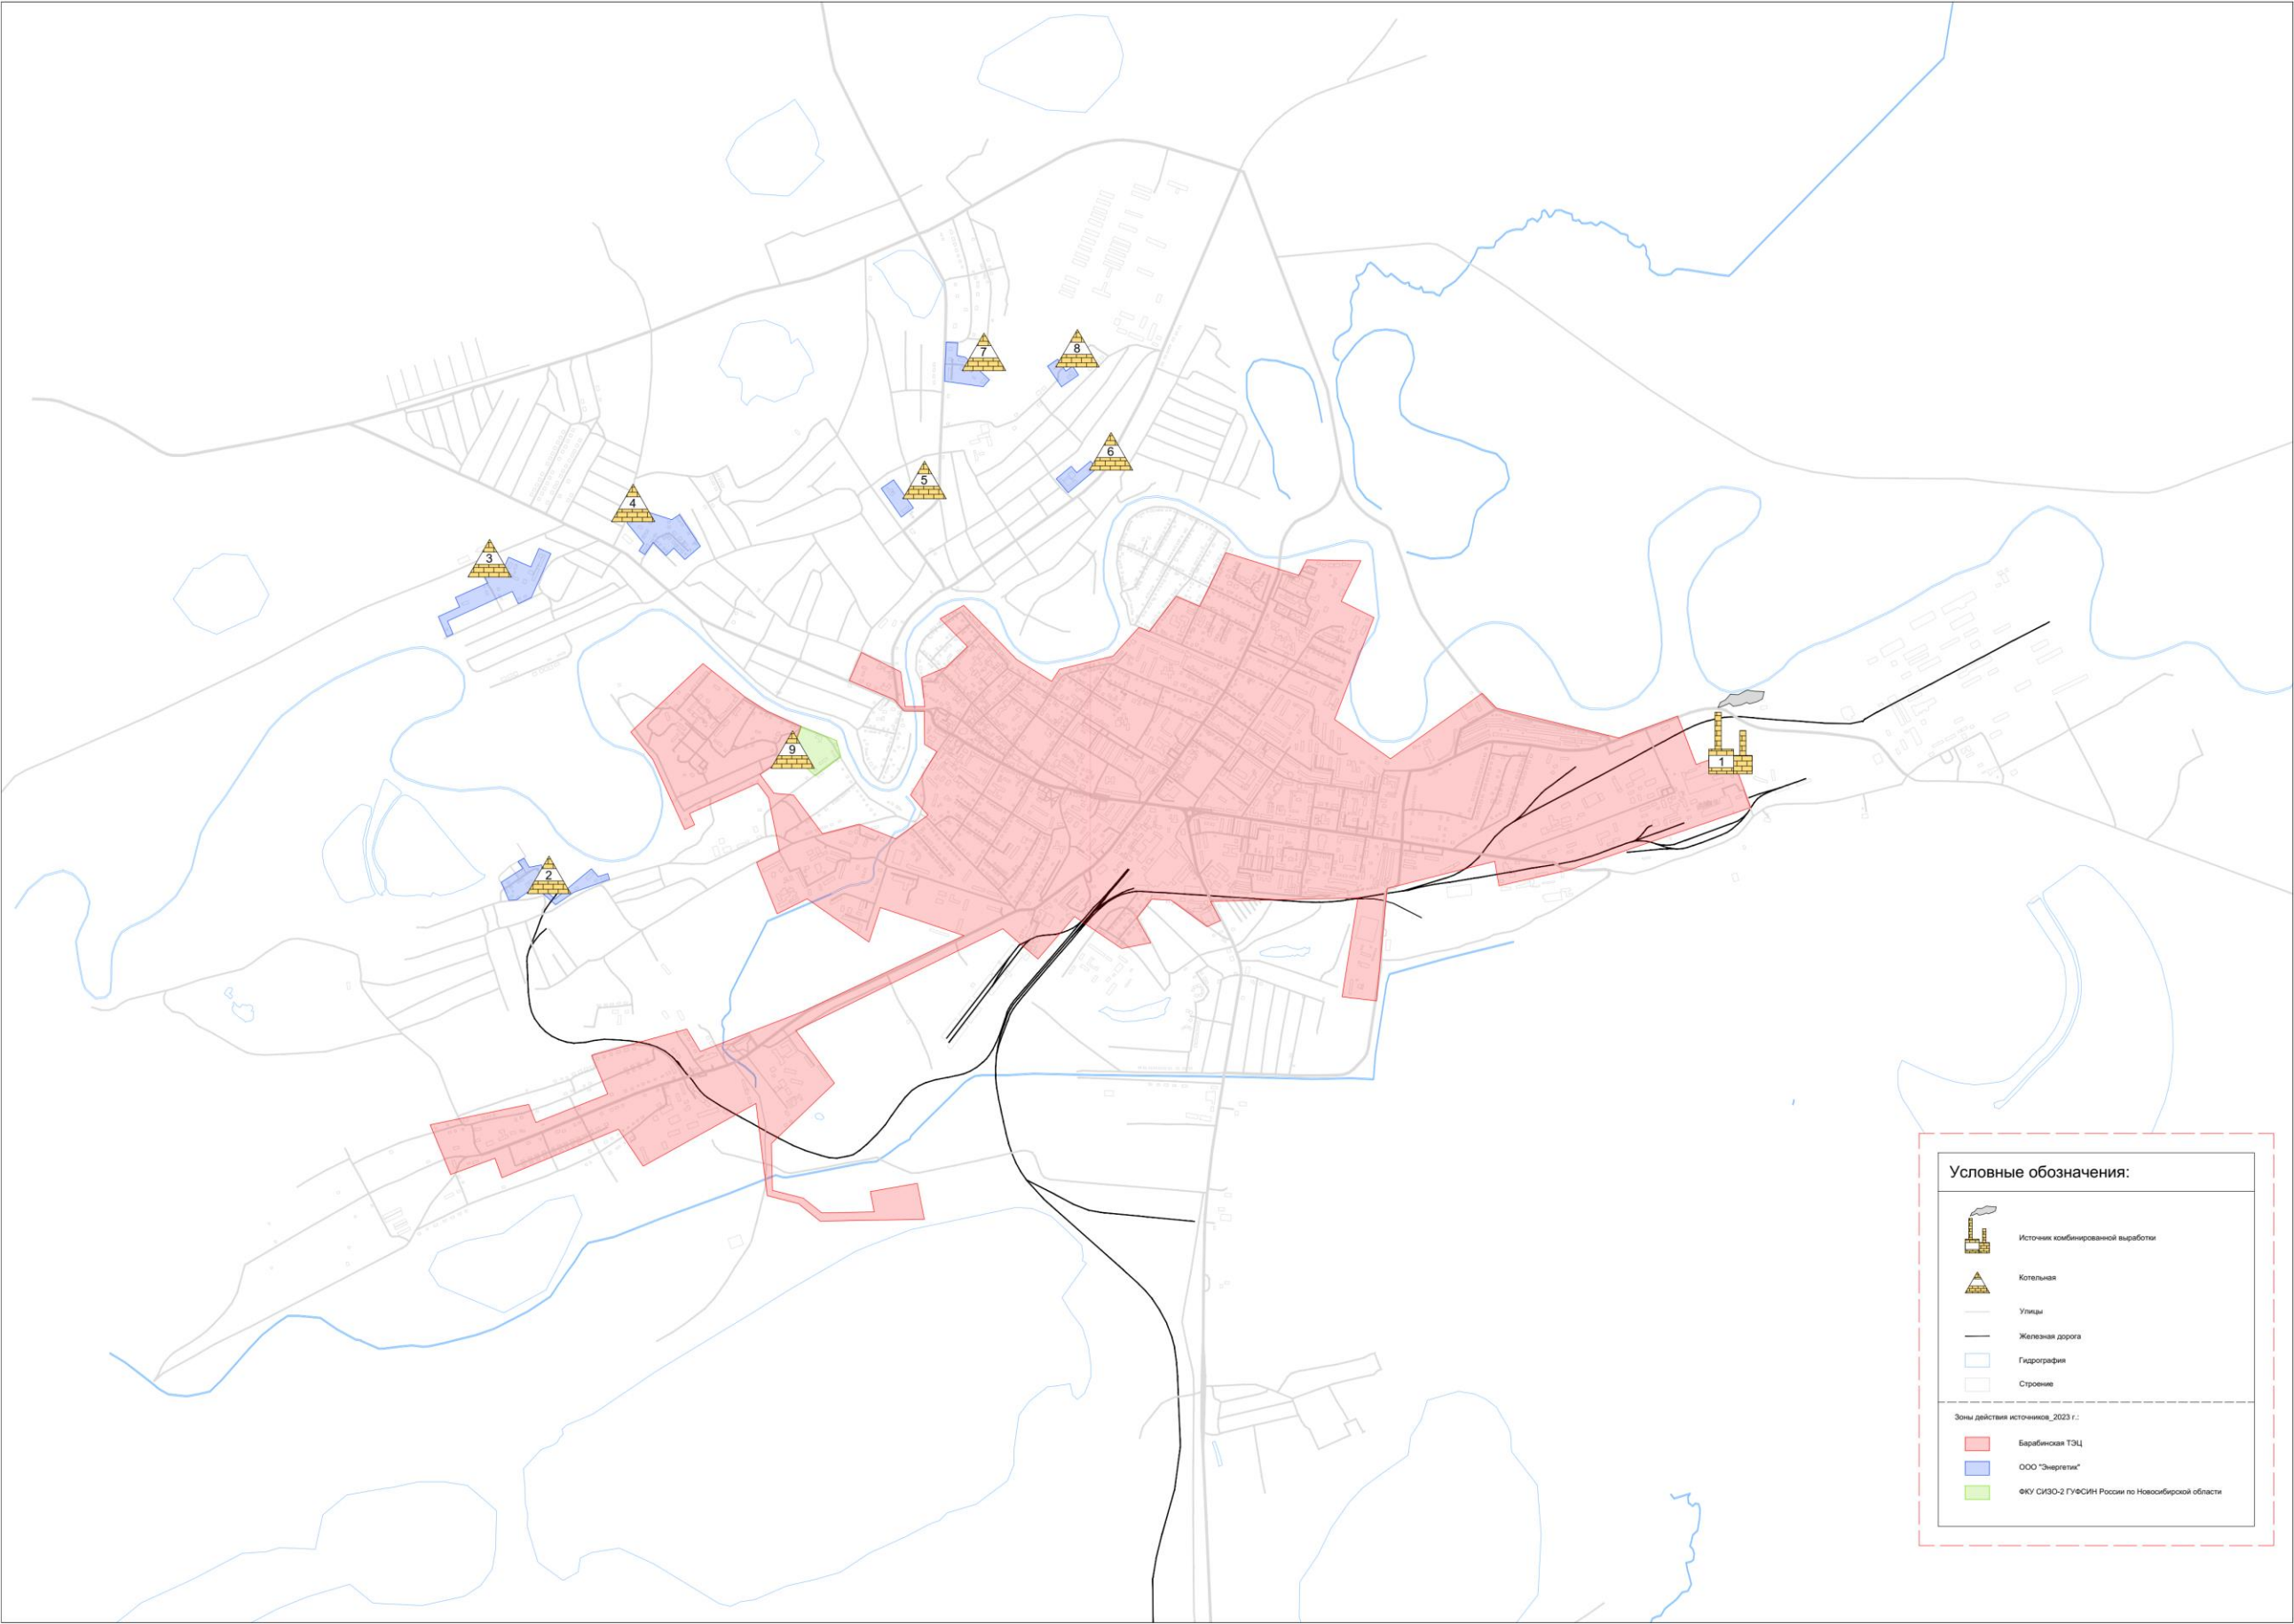 7
8
6
5
4
3
9
1
2
Условные обозначения:
Источник комбинированной выработки
Котельная
Улицы
Железная дорога
Гидрография
Строение
Зоны действия источников_2023 г.:
Барабинская ТЭЦ
ООО "Энергетик"
ФКУ СИЗО-2 ГУФСИН России по Новосибирской области